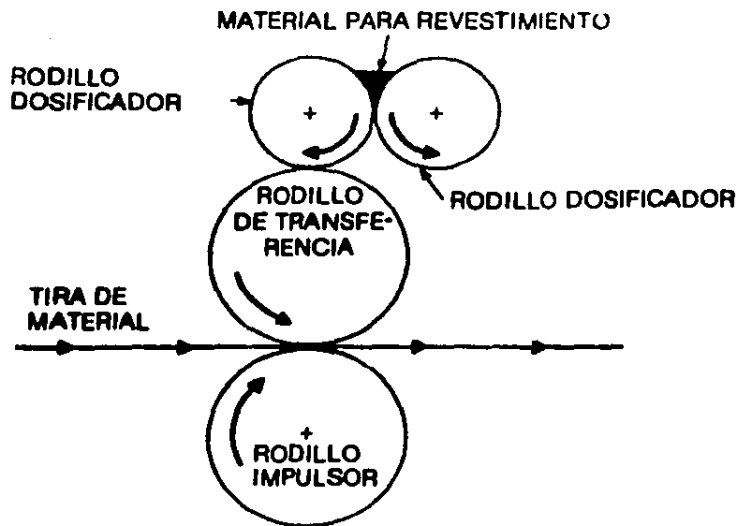 MATERIAL PARA REVESTIMIENTO
RODILLO
DOSIFICADOR
RODILLO DOSIFICADOR
RODILLO
DE TRANSFE-
RENCIA
TIRA DE
MATERIAL
RODILLO
IMPULSOR